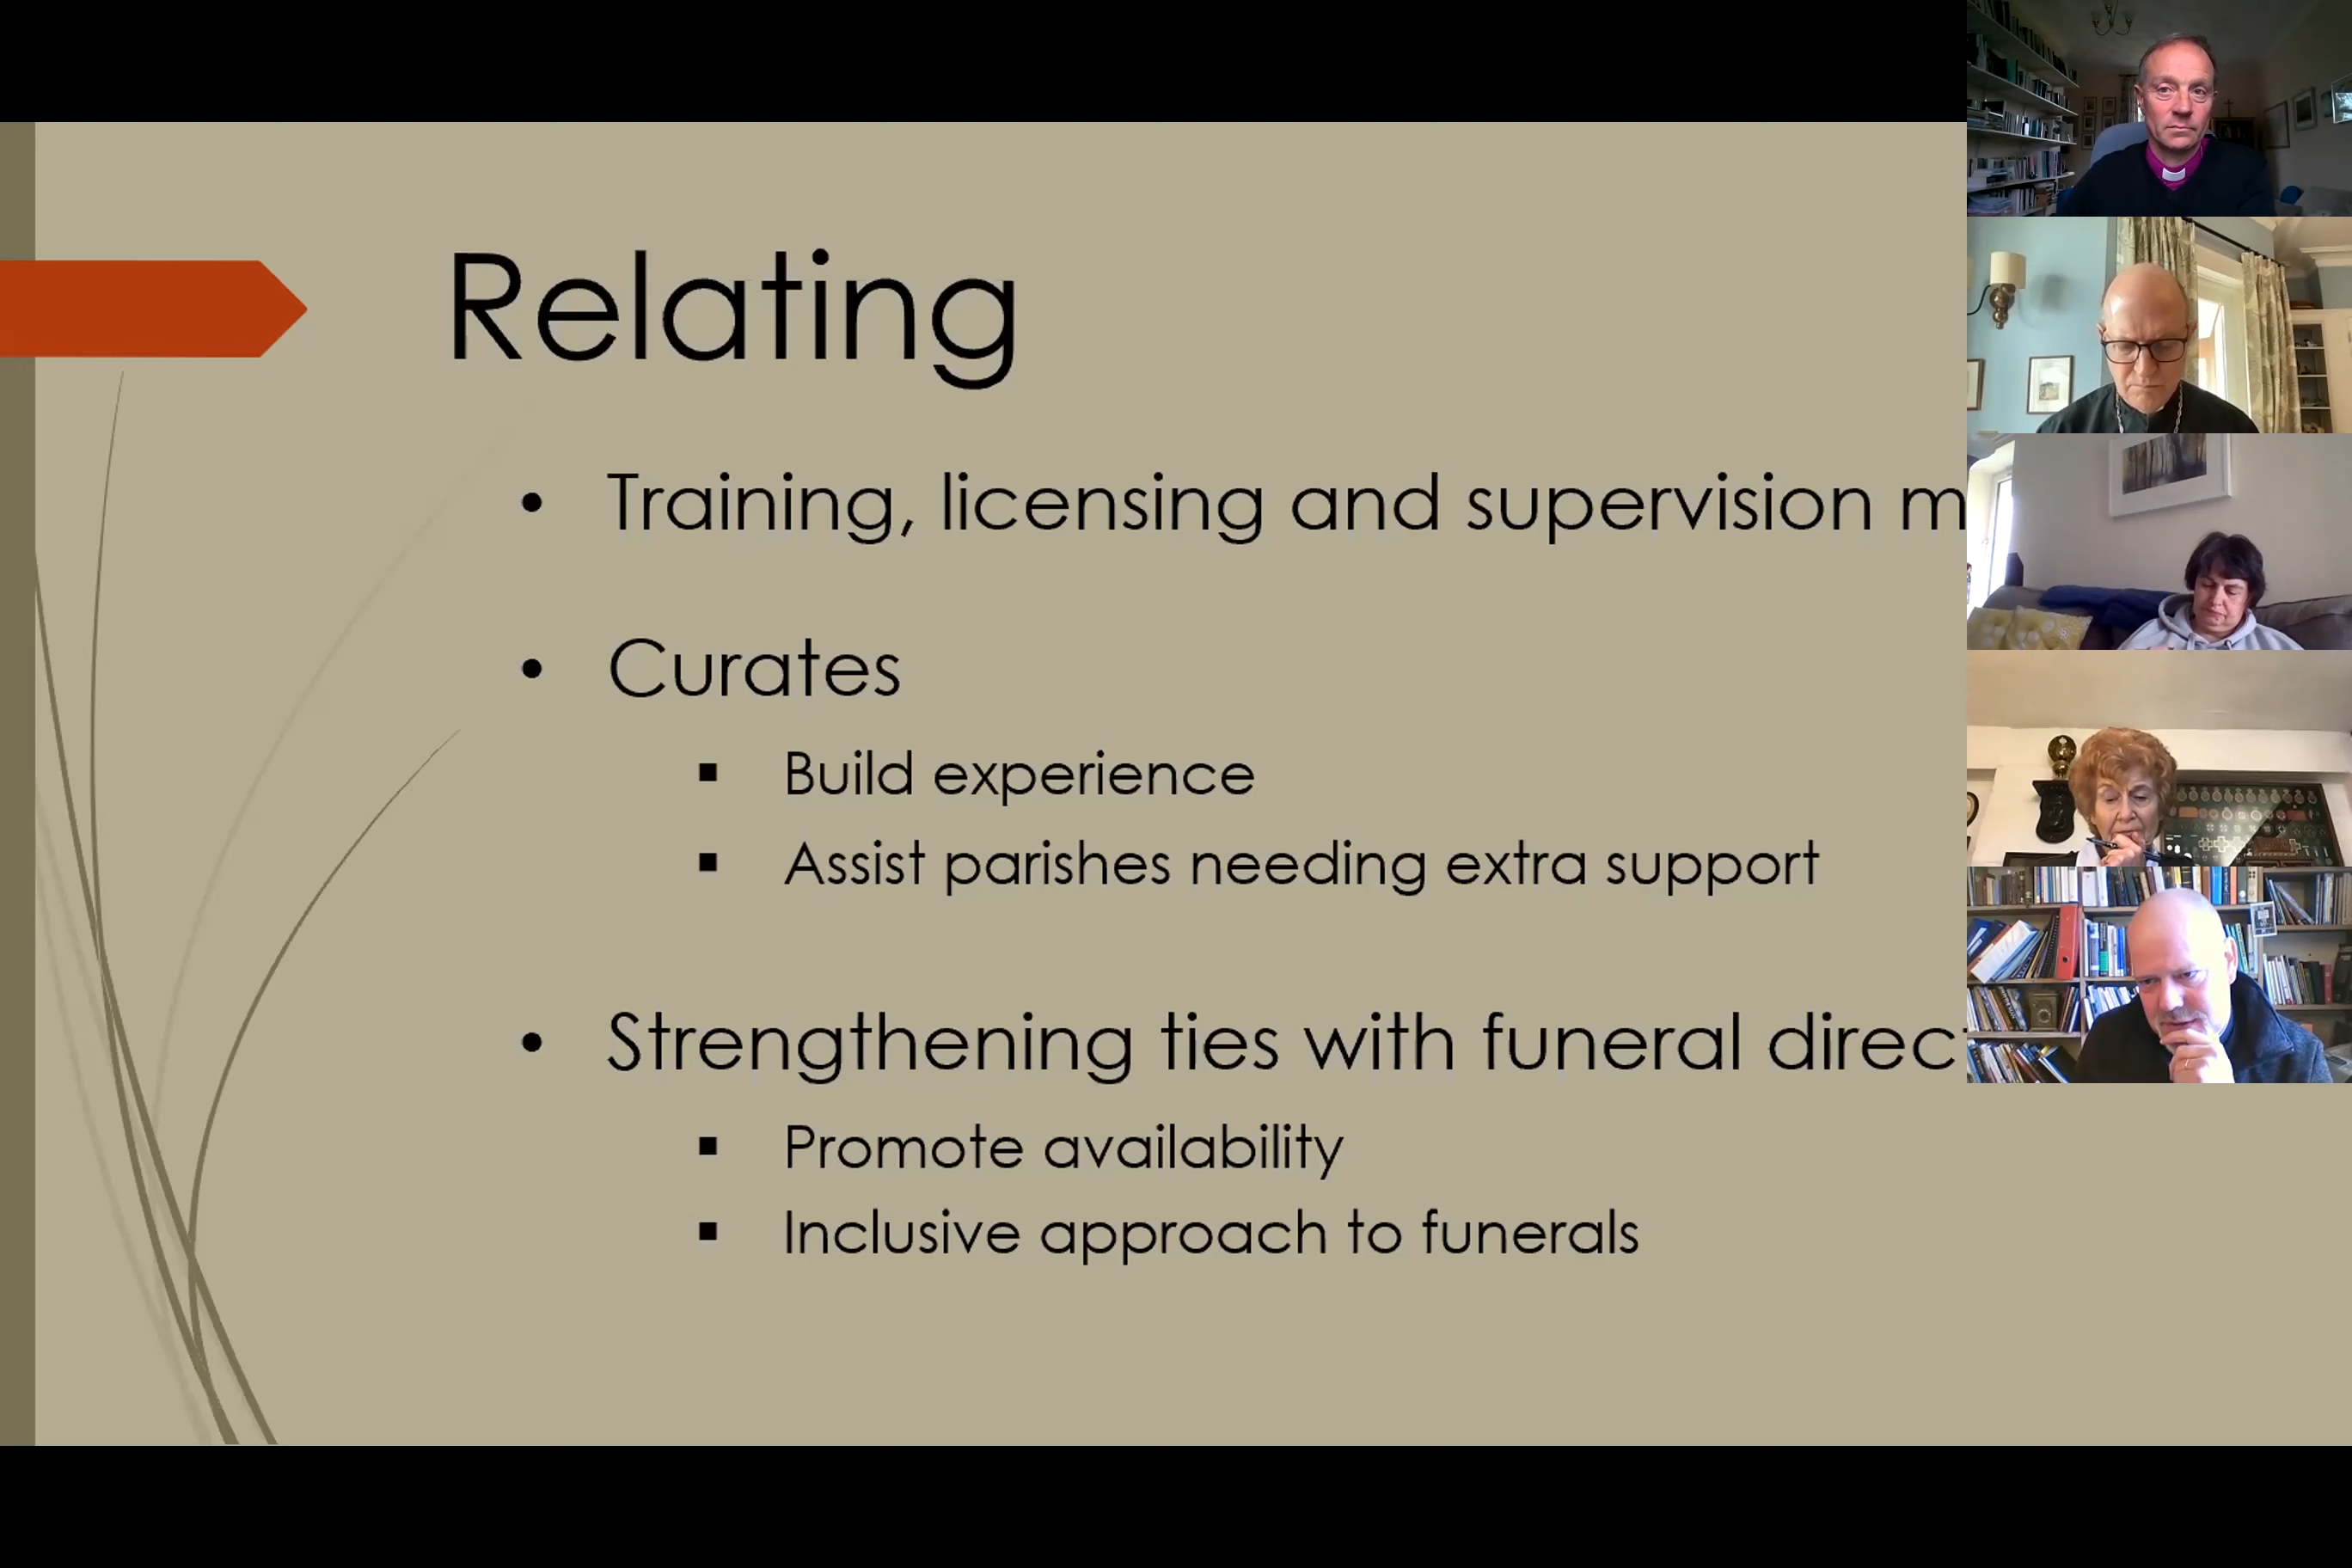 Relating
• Training, licensing and supervision m
• Curates
▪ Build experience
▪ Assist parishes needing extra support
• Strengthening ties with funeral direc
▪ Promote availability
▪ Inclusive approach to funerals